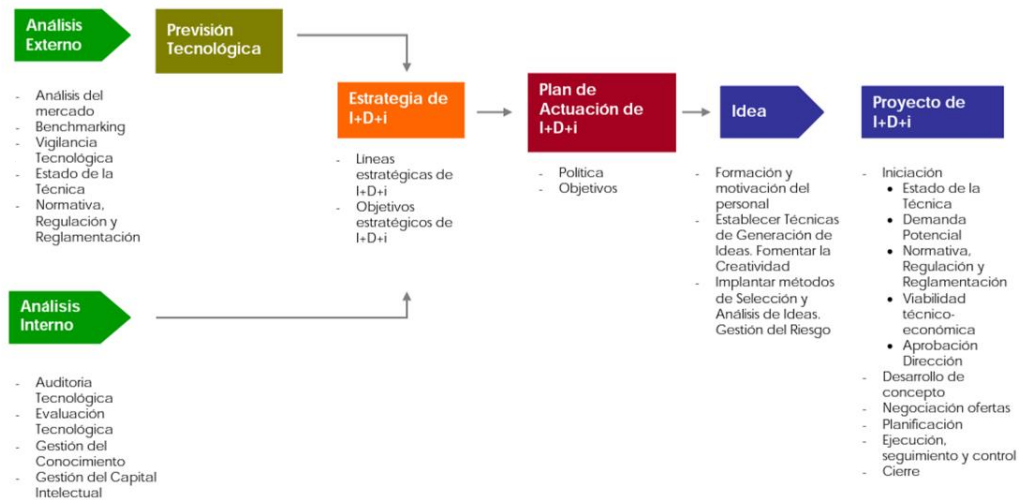 Análisis
Externo
- Análisis del
mercado
- Benchmarking
- Vigilancia
Tecnológica
- Estado de la
Técnica
- Normativa,
Regulación y
Reglamentación
Previsión
Tecnológica
Análisis
Interno
- Auditoria
Tecnológica
- Evaluación
Tecnológica
- Gestión del
Conocimiento
- Gestión del Capital
Intelectual
Estrategia de
I+D+i
- Líneas
estratégicas de
I+D+i
- Objetivos
estratégicos de
I+D+i
Plan de
Actuación de
I+D+i
- Política
- Objetivos
Idea
- Formación y
motivación del
personal
- Establecer Técnicas
de Generación de
Ideas. Fomentar la
Creatividad
- Implantar métodos
de Selección y
Análisis de Ideas.
Gestión del Riesgo
Proyecto de
I+D+i
- Iniciación
• Estado de la
Técnica
• Demanda
Potencial
• Normativa,
Regulación y
Reglamentación
• Viabilidad
técnico-
económica
• Aprobación
Dirección
- Desarrollo de
concepto
- Negociación ofertas
- Planificación
- Ejecución,
seguimiento y control
- Cierre